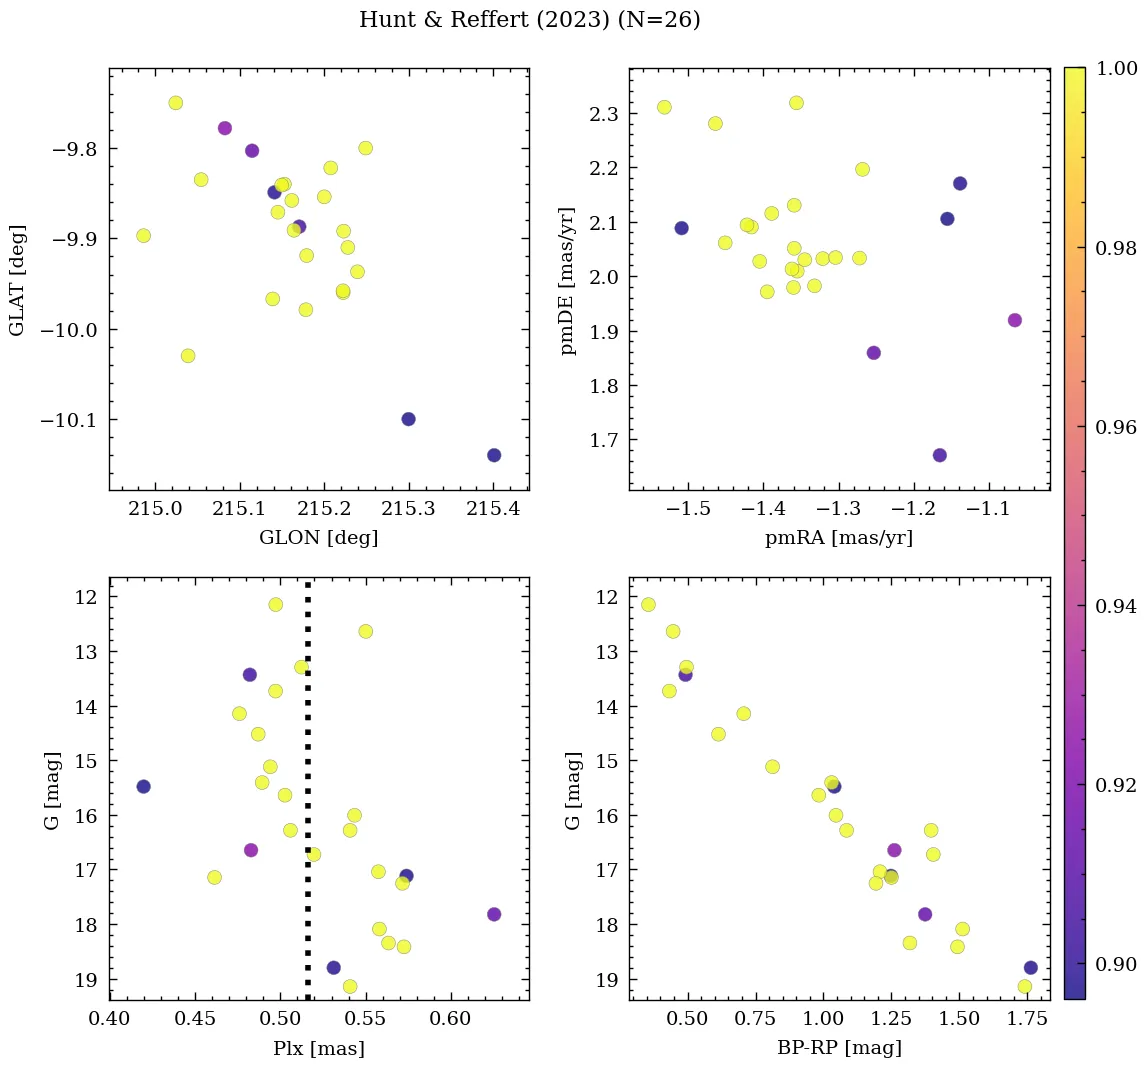 Hunt & Reffert (2023) (N=26)
−9.8
−9.9
−10.0
−10.1
GLAT [deg]
215.0 215.1 215.2 215.3 215.4
GLON [deg]
2.3
2.2
2.1
2.0
1.9
1.8
1.7
pmDE [mas/yr]
−1.5 −1.4 −1.3 −1.2 −1.1
pmRA [mas/yr]
12
13
14
15
16
17
18
19
G [mag]
0.40 0.45 0.50 0.55 0.60
Plx [mas]
12
13
14
15
16
17
18
19
G [mag]
0.50 0.75 1.00 1.25 1.50 1.75
BP-RP [mag]
1.00
0.98
0.96
0.94
0.92
0.90